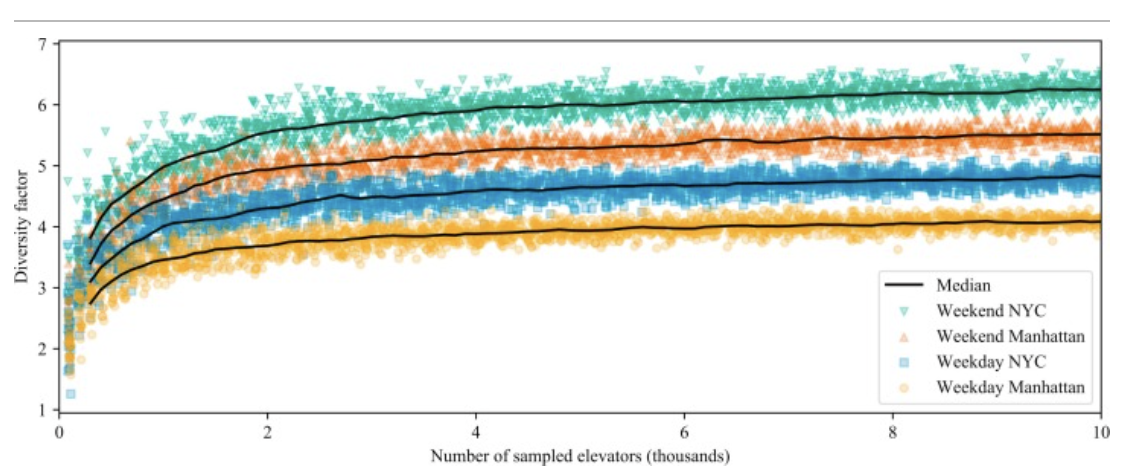 7
6
5
4
3
2
1
Diversity factor
0
2
4
6
8
10
Number of sampled elevators (thousands)
Median
Weekend NYC
Weekend Manhattan
Weekday NYC
Weekday Manhattan